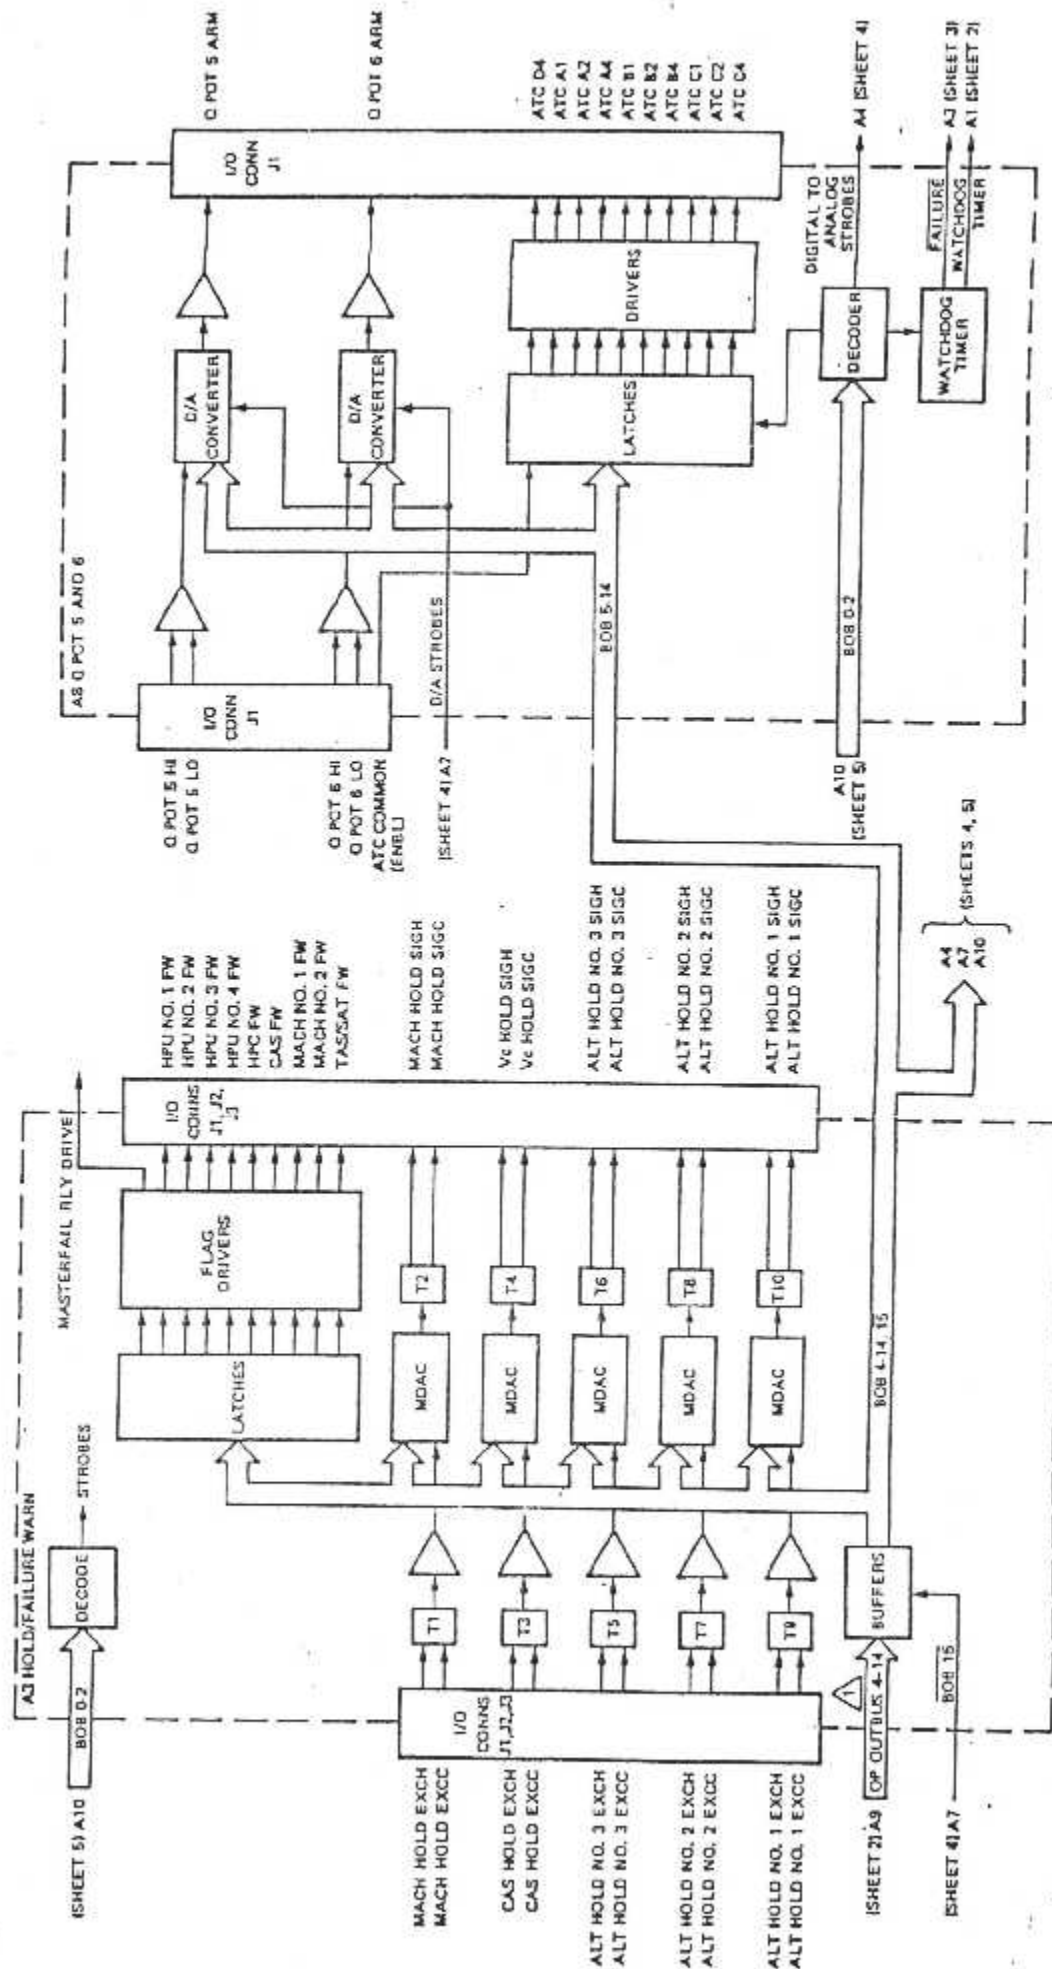 (SHEET 5) A10
BOB 0-2
A3 HOLD/FAILURE WARN
DECODE
STROBES
MASTERFAIL RLY DRIVE
LATCHES
FLAG
DRIVERS
I/O
CONNS
J1, J2,
J3
HPU NO. 1 FW
HPU NO. 2 FW
HPU NO. 3 FW
HPU NO. 4 FW
HPC FW
CAS FW
MACH NO. 1 FW
MACH NO. 2 FW
TAS/SAT FW
MACH HOLD EXCH
MACH HOLD EXCC
CAS HOLD EXCH
CAS HOLD EXCC
ALT HOLD NO. 3 EXCH
ALT HOLD NO. 3 EXCC
ALT HOLD NO. 2 EXCH
ALT HOLD NO. 2 EXCC
ALT HOLD NO. 1 EXCH
ALT HOLD NO. 1 EXCC
I/O
CONNS
J1,J2,J3
T1
T3
T5
T7
T9
MDAC
MDAC
MDAC
MDAC
MDAC
T2
T4
T6
T8
T10
MACH HOLD SIGH
MACH HOLD SIGC
Vc HOLD SIGH
Vc HOLD SIGC
ALT HOLD NO. 3 SIGH
ALT HOLD NO. 3 SIGC
ALT HOLD NO. 2 SIGH
ALT HOLD NO. 2 SIGC
ALT HOLD NO. 1 SIGH
ALT HOLD NO. 1 SIGC
(SHEET 2) A9
OP OUTBUS 4-14
1
BUFFERS
(SHEET 4) A7
BOB 15
BOB 4-14, 15
A4
A7
A10
(SHEETS 4, 5)
A8 Q POT 5 AND 6
Q POT 5 HI
Q POT 5 LO
Q POT 6 HI
Q POT 6 LO
ATC COMMON
(ENBL)
I/O
CONN
J1
(SHEET 4) A7
D/A STROBES
D/A
CONVERTER
D/A
CONVERTER
I/O
CONN
J1
Q POT 5 ARM
Q POT 6 ARM
BOB 5-14
LATCHES
DRIVERS
ATC D4
ATC A1
ATC A2
ATC A4
ATC B1
ATC B2
ATC B4
ATC C1
ATC C2
ATC C4
A10
(SHEET 5)
BOB 0-2
DECODER
DIGITAL TO
ANALOG
STROBES
A4 (SHEET 4)
WATCHDOG
TIMER
FAILURE
A3 (SHEET 3)
WATCHDOG
TIMER
A1 (SHEET 2)